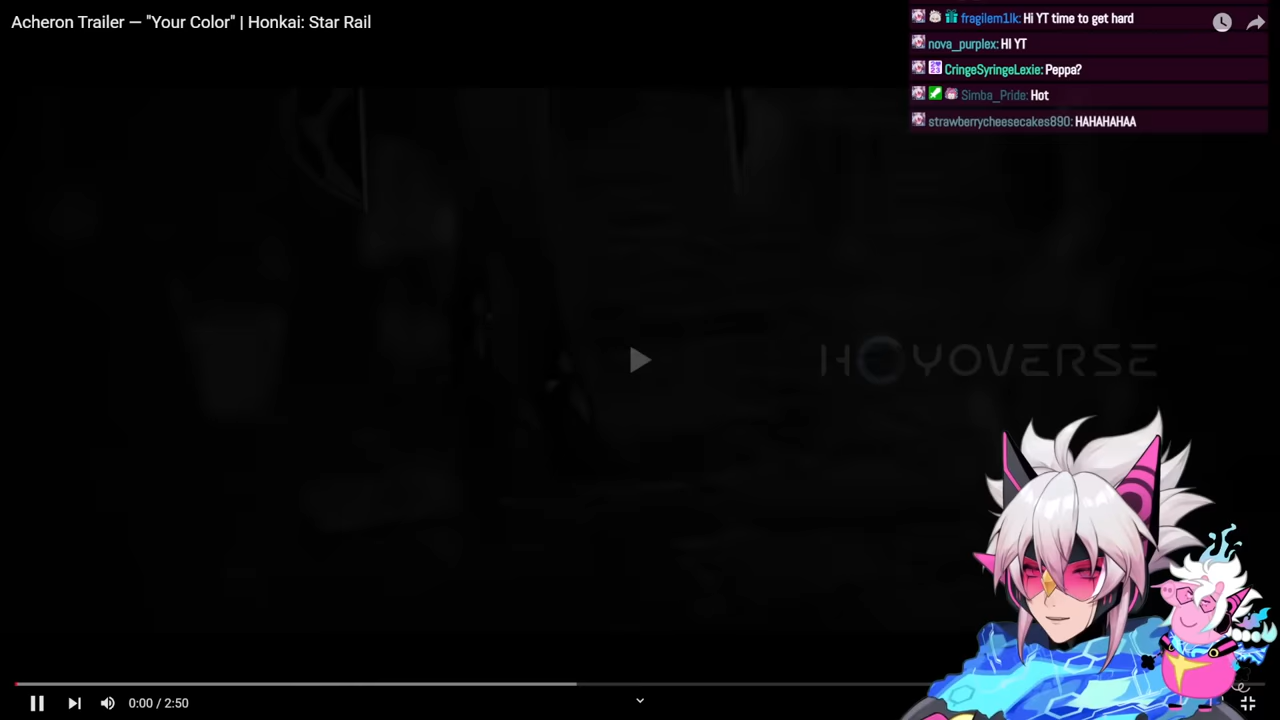 Acheron Trailer — "Your Color" | Honkai: Star Rail
fragilem1lk: Hi YT time to get hard
nova_purplex: HI YT
CringeSyringeLexie: Peppa?
Simba_Pride: Hot
strawberrycheesecakes890: HAHAHAHAA
HOYOVERSE
0:00 / 2:50